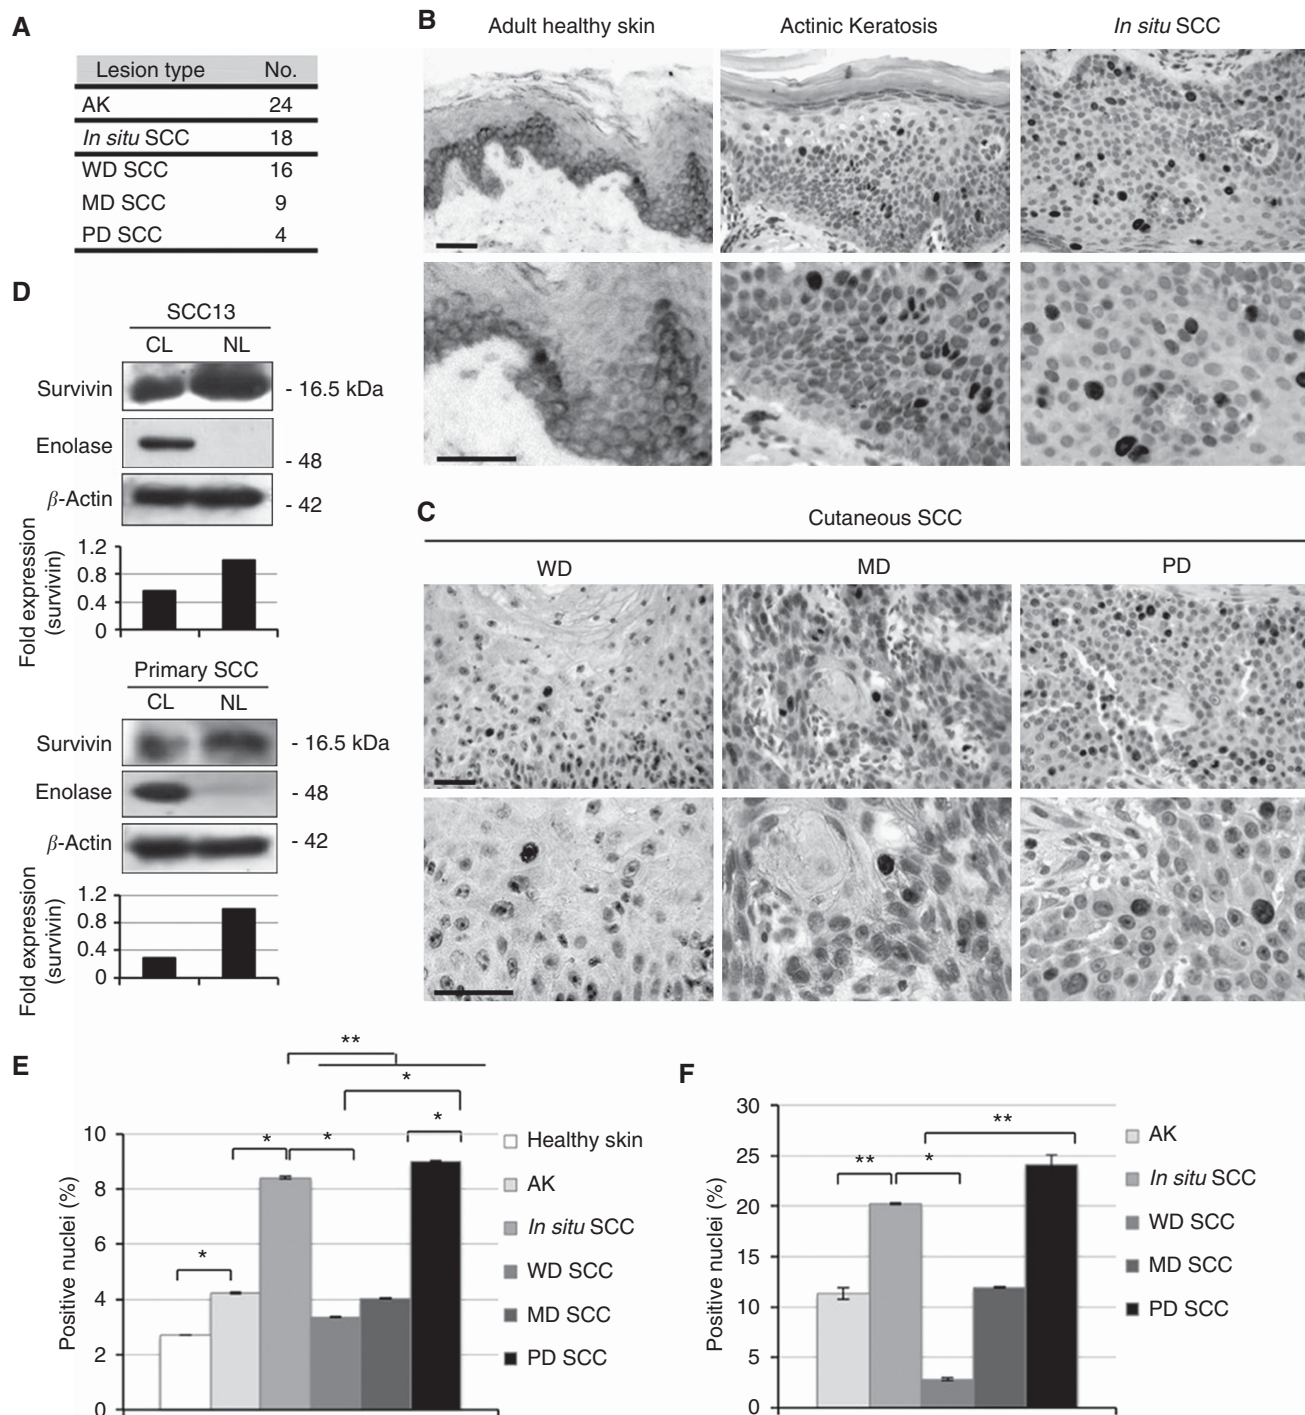 A
Lesion type No.
AK 24
In situ SCC 18
WD SCC 16
MD SCC 9
PD SCC 4
B
Adult healthy skin Actinic Keratosis In situ SCC
C
Cutaneous SCC
WD MD PD
D
SCC13
CL NL
Survivin - 16.5 kDa
Enolase - 48
β-Actin - 42
Fold expression
(survivin)
1.2
0.8
0.4
0
Primary SCC
CL NL
Survivin - 16.5 kDa
Enolase - 48
β-Actin - 42
Fold expression
(survivin)
1.2
0.8
0.4
0
E
**
*
*
* *
*
Positive nuclei (%)
10
8
6
4
2
0
Healthy skin
AK
In situ SCC
WD SCC
MD SCC
PD SCC
F
**
** *
Positive nuclei (%)
30
25
20
15
10
5
0
AK
In situ SCC
WD SCC
MD SCC
PD SCC